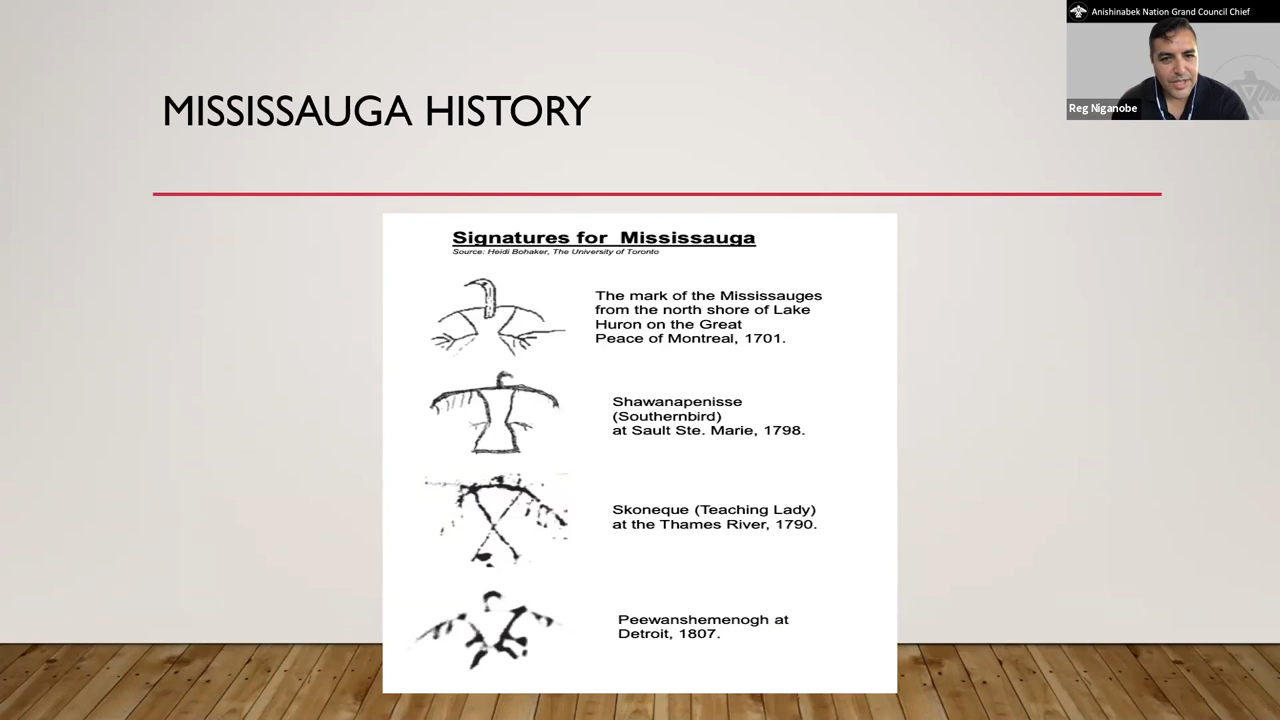 Anishinabek Nation Grand Council Chief
Reg Niganobe
MISSISSAUGA HISTORY
Signatures for Mississauga
Source: Heidi Bohaker, The University of Toronto
The mark of the Mississauges
from the north shore of Lake
Huron on the Great
Peace of Montreal, 1701.
Shawanapenisse
(Southernbird)
at Sault Ste. Marie, 1798.
Skoneque (Teaching Lady)
at the Thames River, 1790.
Peewanshemenogh at
Detroit, 1807.